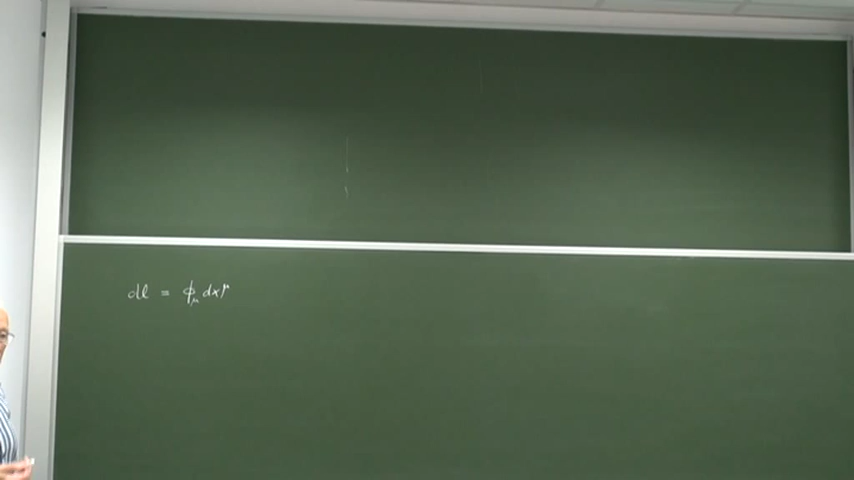 dl = ϕ_μ dx^μ